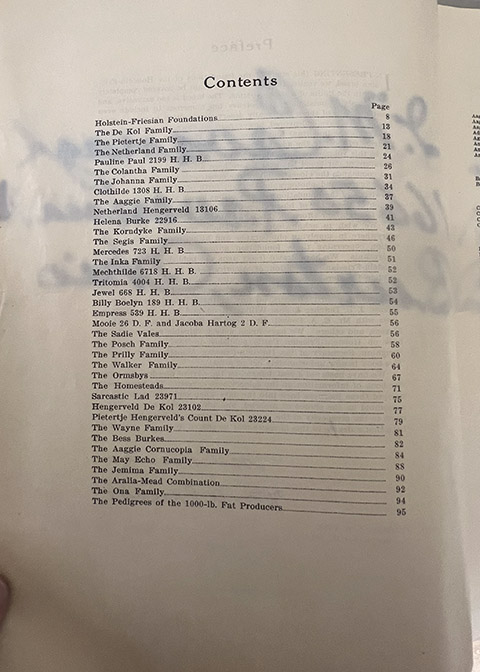 Preface
Contents
Page
Holstein-Friesian Foundations 8
The De Kol Family 13
The Pietertje Family 18
The Netherland Family 21
Pauline Paul 2199 H. H. B. 24
The Colantha Family 26
The Johanna Family 31
Clothilde 1308 H. H. B. 34
The Aaggie Family 37
Netherland Hengerveld 13106 39
Helena Burke 22916 41
The Korndyke Family 43
The Segis Family 46
Mercedes 723 H. H. B. 50
The Inka Family 51
Mechthilde 6718 H. H. B. 52
Tritomia 4004 H. H. B. 52
Jewel 668 H. H. B. 53
Billy Boelyn 189 H. H. B. 54
Empress 539 H. H. B. 55
Mooie 26 D. F. and Jacoba Hartog 2 D. F. 56
The Sadie Vales 56
The Posch Family 58
The Prilly Family 60
The Walker Family 64
The Ormsbys 67
The Homesteads 71
Sarcastic Lad 23971 75
Hengerveld De Kol 23102 77
Pietertje Hengerveld's Count De Kol 23224 79
The Wayne Family 81
The Bess Burkes 82
The Aaggie Cornucopia Family 84
The May Echo Family 88
The Jemima Family 90
The Aralia-Mead Combination 92
The Ona Family 94
The Pedigrees of the 1000-lb. Fat Producers 95